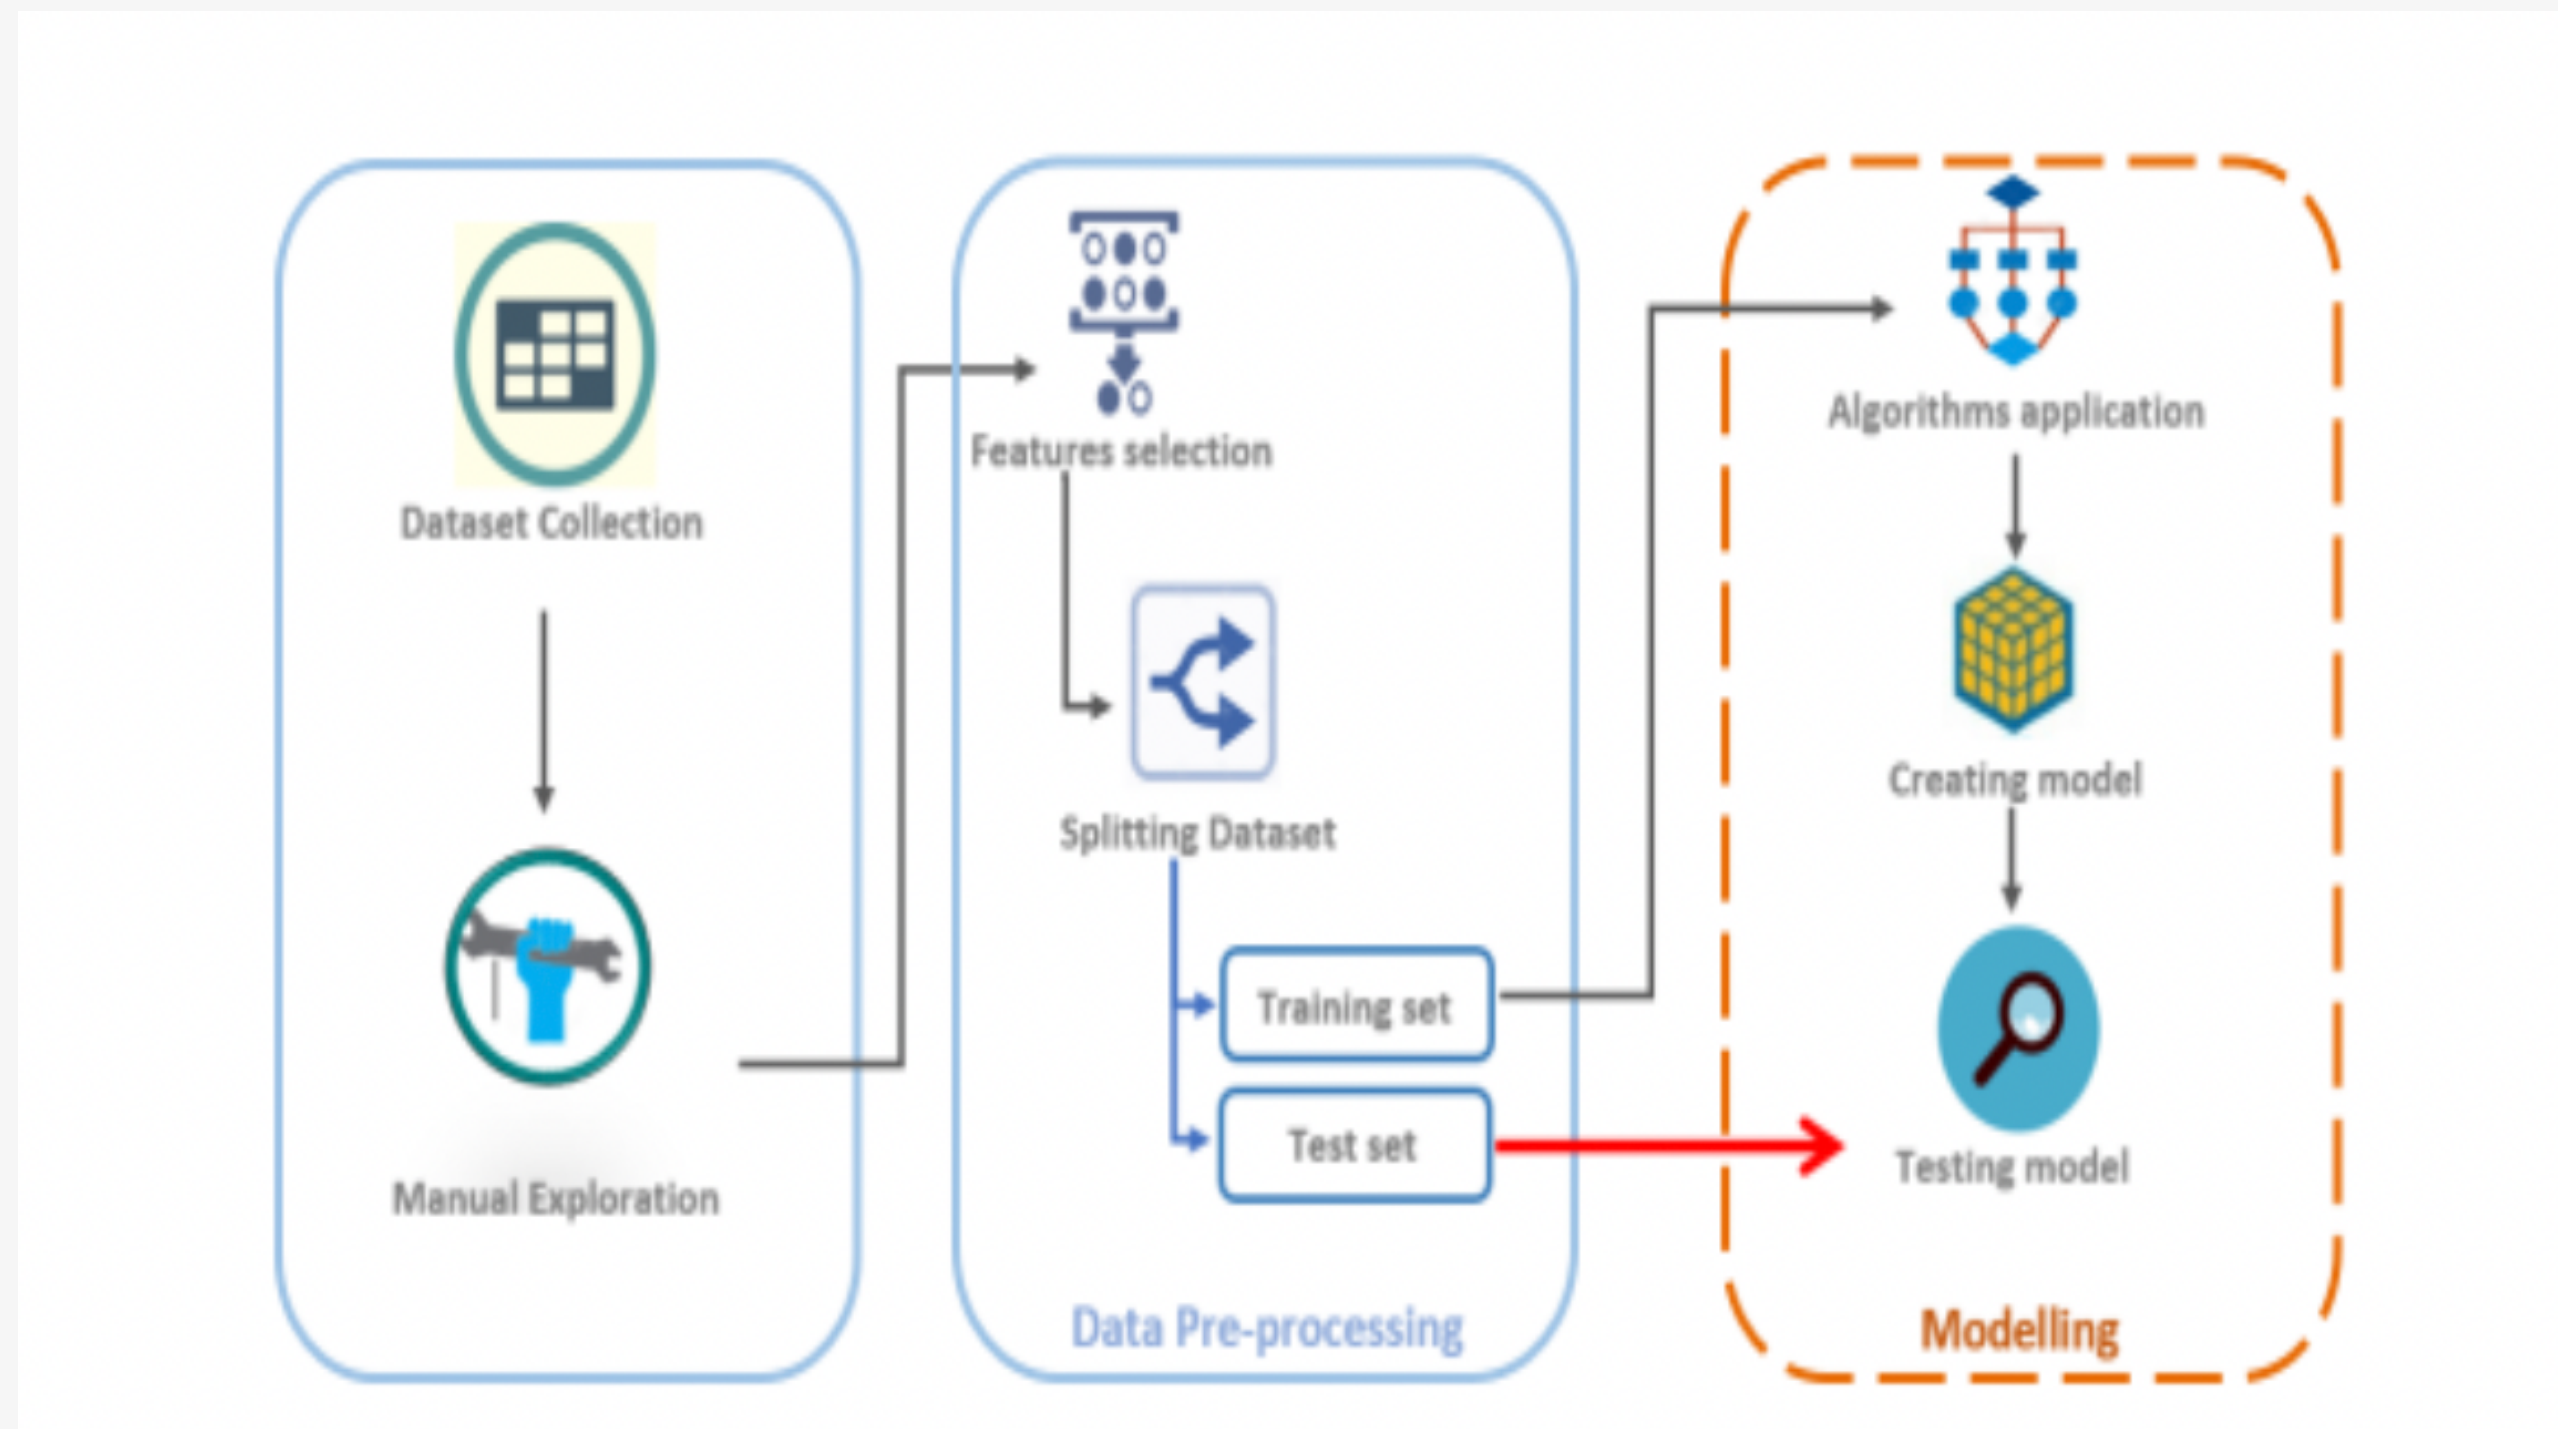 Dataset Collection
Manual Exploration
Features selection
Splitting Dataset
Training set
Test set
Data Pre-processing
Algorithms application
Creating model
Testing model
Modelling